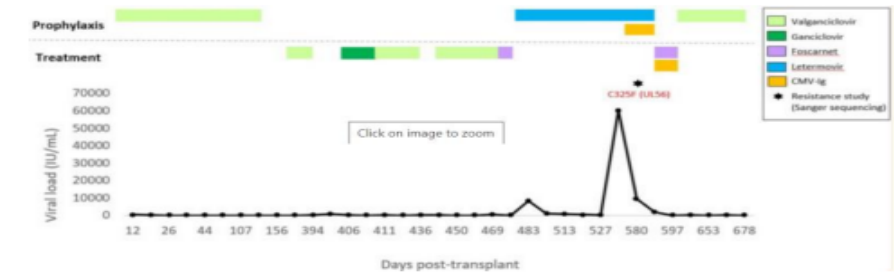 Prophylaxis
Treatment
Valganciclovir
Ganciclovir
Foscarnet
Letermovir
CMV-Ig
Resistance study
(Sanger sequencing)
C325F (UL56)
Click on image to zoom
Viral load (IU/mL)
70000
60000
50000
40000
30000
20000
10000
0
12 26 44 107 156 394 406 411 436 450 469 483 513 527 580 597 653 678
Days post-transplant